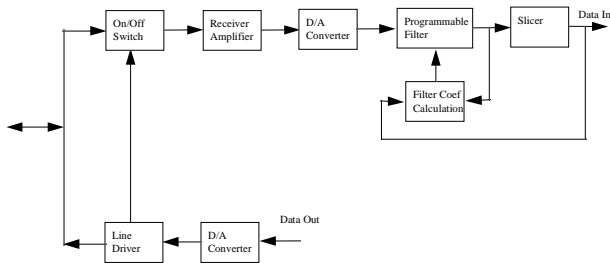 On/Off
Switch
Receiver
Amplifier
D/A
Converter
Programmable
Filter
Slicer
Data In
Filter Coef
Calculation
Data Out
Line
Driver
D/A
Converter